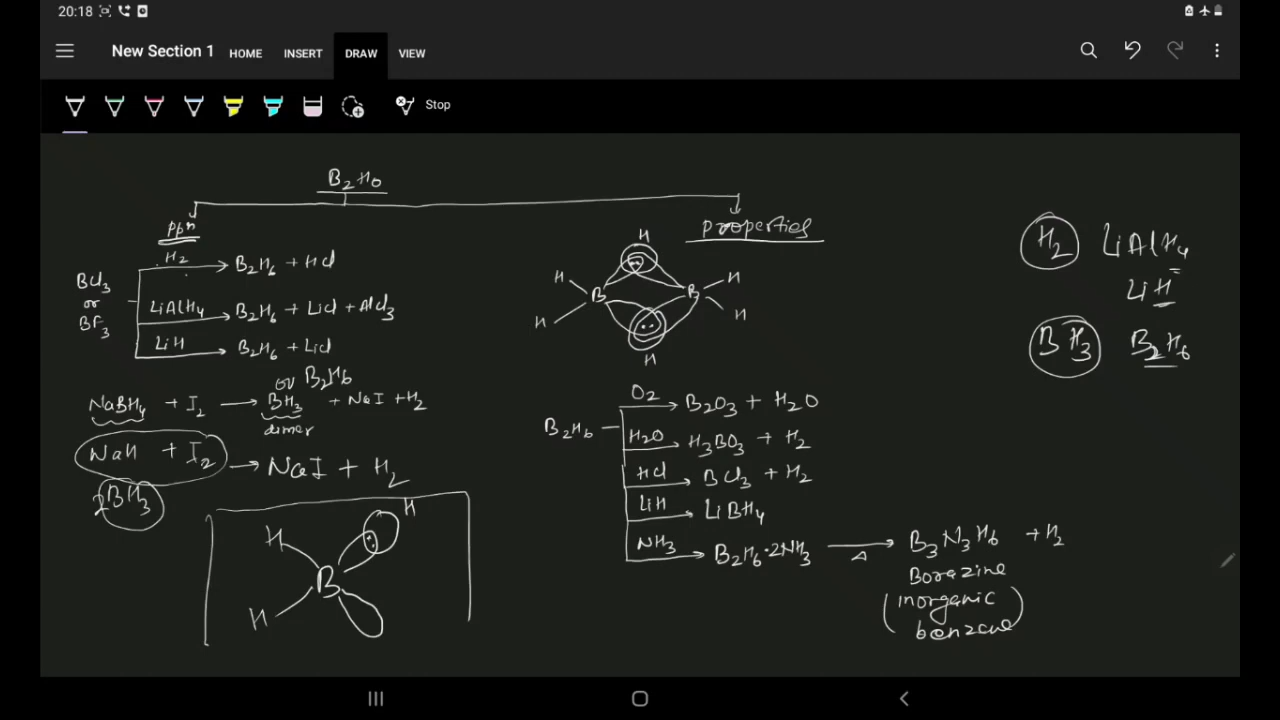 20:18
New Section 1 HOME INSERT DRAW VIEW
Stop
B₂H₆
ppⁿ
properties
BCl₃
or
BF₃
H₂ → B₂H₆ + HCl
LiAlH₄ → B₂H₆ + LiCl + AlCl₃
LiH → B₂H₆ + LiCl
or B₂H₆
NaBH₄ + I₂ → BH₃ + NaI + H₂
dimer
NaH + I₂ → NaI + H₂
2BH₃
H
H B H
H
H
H B B H
H H
H
B₂H₆
O₂ → B₂O₃ + H₂O
H₂O → H₃BO₃ + H₂
HCl → BCl₃ + H₂
LiH → LiBH₄
NH₃ → B₂H₆·2NH₃ → Δ B₃N₃H₆ + H₂
Borazine
(inorganic
benzene)
H₂ LiAlH₄
LiH
BH₃ B₂H₆